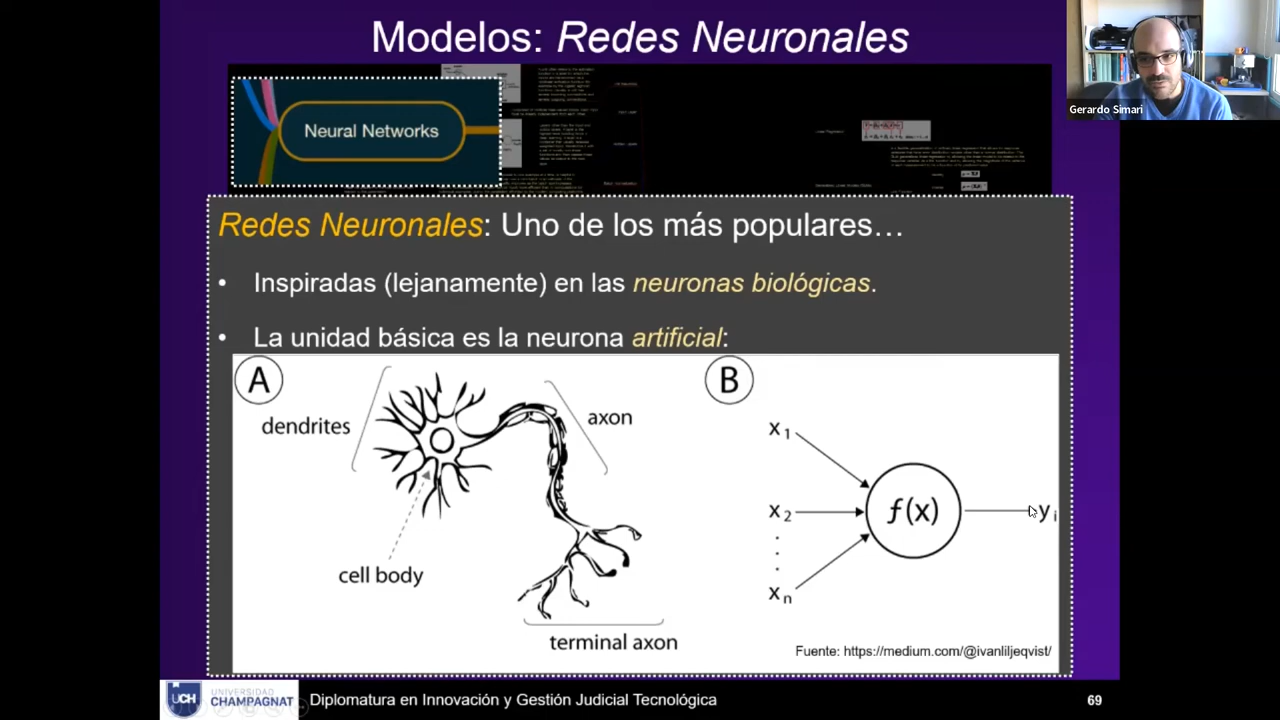 Modelos: Redes Neuronales
Gerardo Simari
Neural Networks
Redes Neuronales: Uno de los más populares…
• Inspiradas (lejanamente) en las neuronas biológicas.
• La unidad básica es la neurona artificial:
A
B
dendrites
axon
cell body
terminal axon
x1
x2
.
.
.
xn
f(x)
yi
Fuente: https://medium.com/@ivanliljeqvist/
UCH
UNIVERSIDAD
CHAMPAGNAT
Diplomatura en Innovación y Gestión Judicial Tecnológica
69